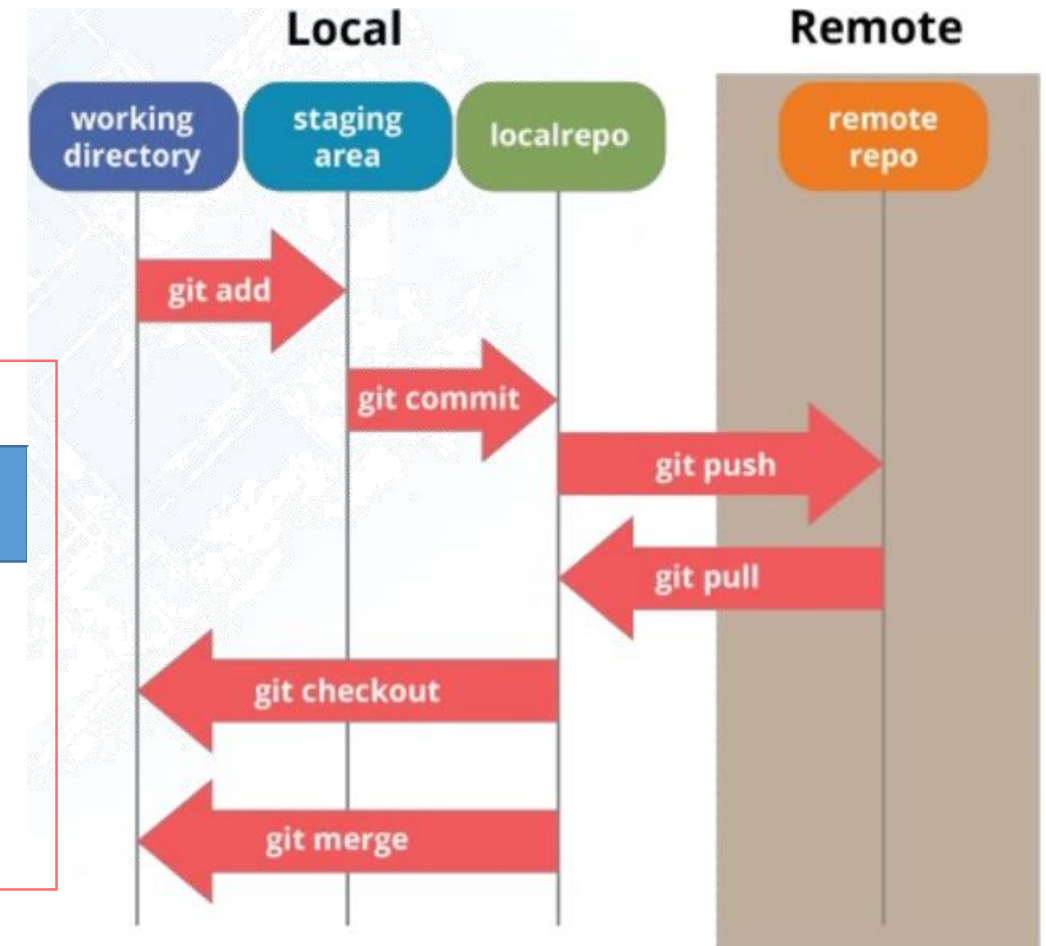 Local
Remote
working
directory
staging
area
localrepo
remote
repo
git add
git commit
git push
git pull
git checkout
git merge